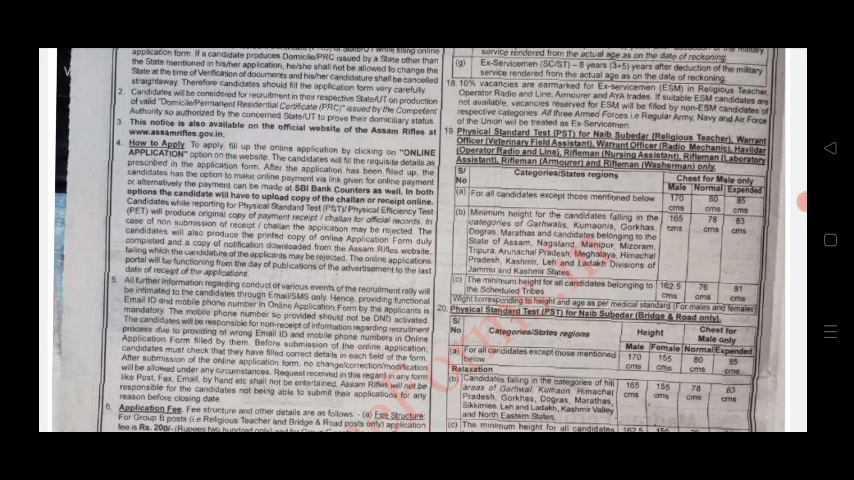 application form. If a candidate produces Domicile/PRC issued by a State other than
the State mentioned in his/her application, he/she shall not be allowed to change the
State at the time of Verification of documents and his/her candidature shall be cancelled
straightaway. Therefore candidates should fill the application form very carefully.
2. Candidates will be considered for recruitment in their respective State/UT on production
of valid "Domicile/Permanent Residential Certificate (PRC)" issued by the Competent
Authority so authorized by the concerned State/UT to prove their domiciliary status.
3. This notice is also available on the official website of the Assam Rifles at
www.assamrifles.gov.in.
4. How to Apply To apply, fill up the online application by clicking on "ONLINE
APPLICATION" option on the website. The candidates will fill the requisite details as
prescribed in the application form. After the application has been filled up, the
candidates has the option to make online payment via link given for online payment
or alternatively the payment can be made at SBI Bank Counters as well. In both
options the candidate will have to upload copy of the challan or receipt online.
Candidates while reporting for Physical Standard Test (PST)/ Physical Efficiency Test
(PET) will produce original copy of payment receipt / challan for official records. In
case of non submission of receipt / challan the application may be rejected. The
candidates will also produce the printed copy of online Application Form duly
completed and a copy of notification downloaded from the Assam Rifles website,
failing which the candidature of the applicants may be rejected. The online applications
portal will be functioning from the day of publications of the advertisement to the last
date of receipt of the applications.
5. All further information regarding conduct of various events of the recruitment rally will
be intimated to the candidates through Email/SMS only. Hence, providing functional
Email ID and mobile phone number in Online Application Form by the applicants is
mandatory. The mobile phone number so provided should not be DND activated.
The candidates will be responsible for non-receipt of information regarding recruitment
process due to providing of wrong Email ID and mobile phone numbers in Online
Application Form filled by them. Before submission of the online application,
candidates must check that they have filled correct details in each field of the form.
After submission of the online application form, no change/correction/modification
will be allowed under any circumstances. Request received in this regard in any form
like Post, Fax, Email, by hand etc shall not be entertained. Assam Rifles will not be
responsible for the candidates not being able to submit their applications for any
reason before closing date.
6. Application Fee. Fee structure and other details are as follows. - (a) Fee Structure:
For Group B posts (i.e Religious Teacher and Bridge & Road posts only) application
fee is Rs. 200/- (Rupees two hundred only)
service rendered from the actual age as on the date of reckoning.
(g) Ex-Servicemen (SC/ST) – 8 years (3+5) years after deduction of the military
service rendered from the actual age as on the date of reckoning.
18. 10% vacancies are earmarked for Ex-servicemen (ESM) in Religious Teacher,
Operator Radio and Line, Armourer and AYA trades. If suitable ESM candidates are
not available, vacancies reserved for ESM will be filled by non-ESM candidates of
respective categories. All three Armed Forces i.e Regular Army, Navy and Air Force
of the Union will be treated as Ex-Servicemen.
19 Physical Standard Test (PST) for Naib Subedar (Religious Teacher), Warrant
Officer (Veterinary Field Assistant), Warrant Officer (Radio Mechanic), Havildar
(Operator Radio and Line), Rifleman (Nursing Assistant), Rifleman (Laboratory
Assistant), Rifleman (Armourer) and Rifleman (Washerman) only.
S/ No Categories/States regions Chest for Male only
Male Normal Expended
(a) For all candidates except those mentioned below 170 cms 80 cms 85 cms
(b) Minimum height for the candidates falling in the 165 cms 78 cms 83 cms
categories of Garhwalis, Kumaonis, Gorkhas,
Dogras, Marathas and candidates belonging to the
State of Assam, Nagaland, Manipur, Mizoram,
Tripura, Arunachal Pradesh, Meghalaya, Himachal
Pradesh, Kashmir, Leh and Ladakh Divisions of
Jammu and Kashmir States
(c) The minimum height for all candidates belonging to 162.5 cms 76 cms 81 cms
the Scheduled Tribes
Wight corresponding to height and age as per medical standard (For males and females)
20. Physical Standard Test (PST) for Naib Subedar (Bridge & Road only).
S/ No Categories/States regions Height Chest for Male only
Male Female Normal Expended
(a) For all candidates except those mentioned below 170 cms 155 cms 80 cms 85 cms
Relaxation
(b) Candidates falling in the categories of hill 165 cms 155 cms 78 cms 83 cms
areas of Garhwal, Kumaon, Himachal
Pradesh, Gorkhas, Dogras, Marathas,
Sikkimies, Leh and Ladakh, Kashmir Valley
and North Eastern States.
(c) The minimum height for all candidates 162.5 150